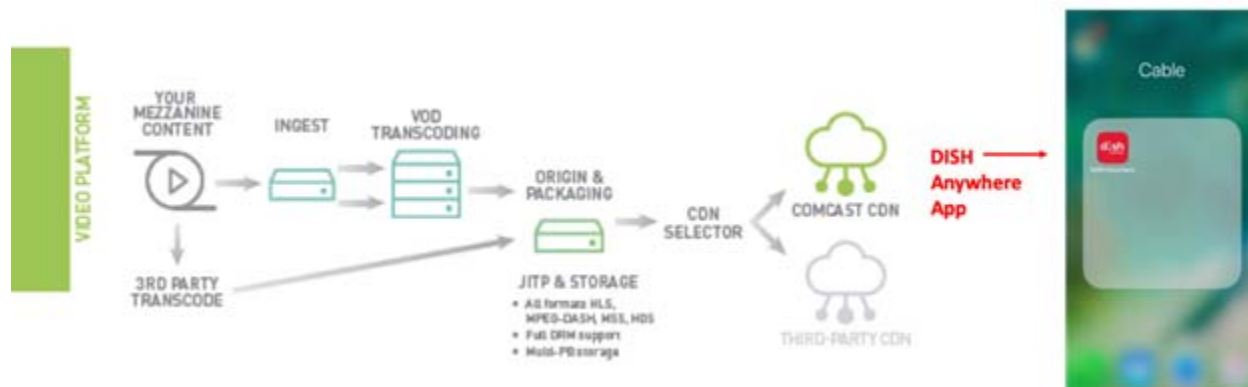 VIDEO PLATFORM
YOUR
MEZZANINE
CONTENT
INGEST
VOD
TRANSCODING
3RD PARTY
TRANSCODE
ORIGIN &
PACKAGING
JITP & STORAGE
• All formats HLS,
MPEG-DASH, MSS, HDS
• Full DRM support
• Multi-PB storage
CDN
SELECTOR
COMCAST CDN
THIRD-PARTY CDN
DISH
Anywhere
App
Cable
dish